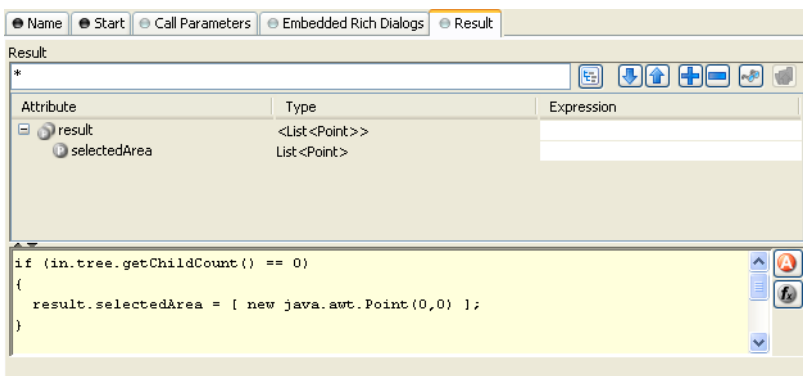 Name Start Call Parameters Embedded Rich Dialogs Result
Result
*
Attribute Type Expression
result <List<Point>>
P selectedArea List<Point>
if (in.tree.getChildCount() == 0)
{
result.selectedArea = [ new java.awt.Point(0,0) ];
}
A
fx